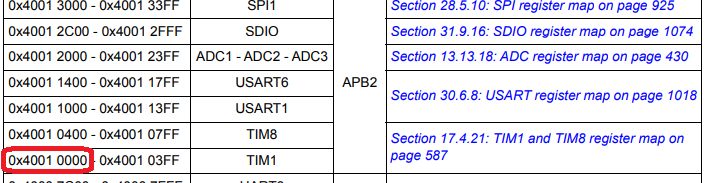 0x4001 3000 - 0x4001 33FF SPI1 Section 28.5.10: SPI register map on page 925
0x4001 2C00 - 0x4001 2FFF SDIO Section 31.9.16: SDIO register map on page 1074
0x4001 2000 - 0x4001 23FF ADC1 - ADC2 - ADC3 Section 13.13.18: ADC register map on page 430
0x4001 1400 - 0x4001 17FF USART6 APB2
Section 30.6.8: USART register map on page 1018
0x4001 1000 - 0x4001 13FF USART1
0x4001 0400 - 0x4001 07FF TIM8 Section 17.4.21: TIM1 and TIM8 register map on
page 587
0x4001 0000 - 0x4001 03FF TIM1